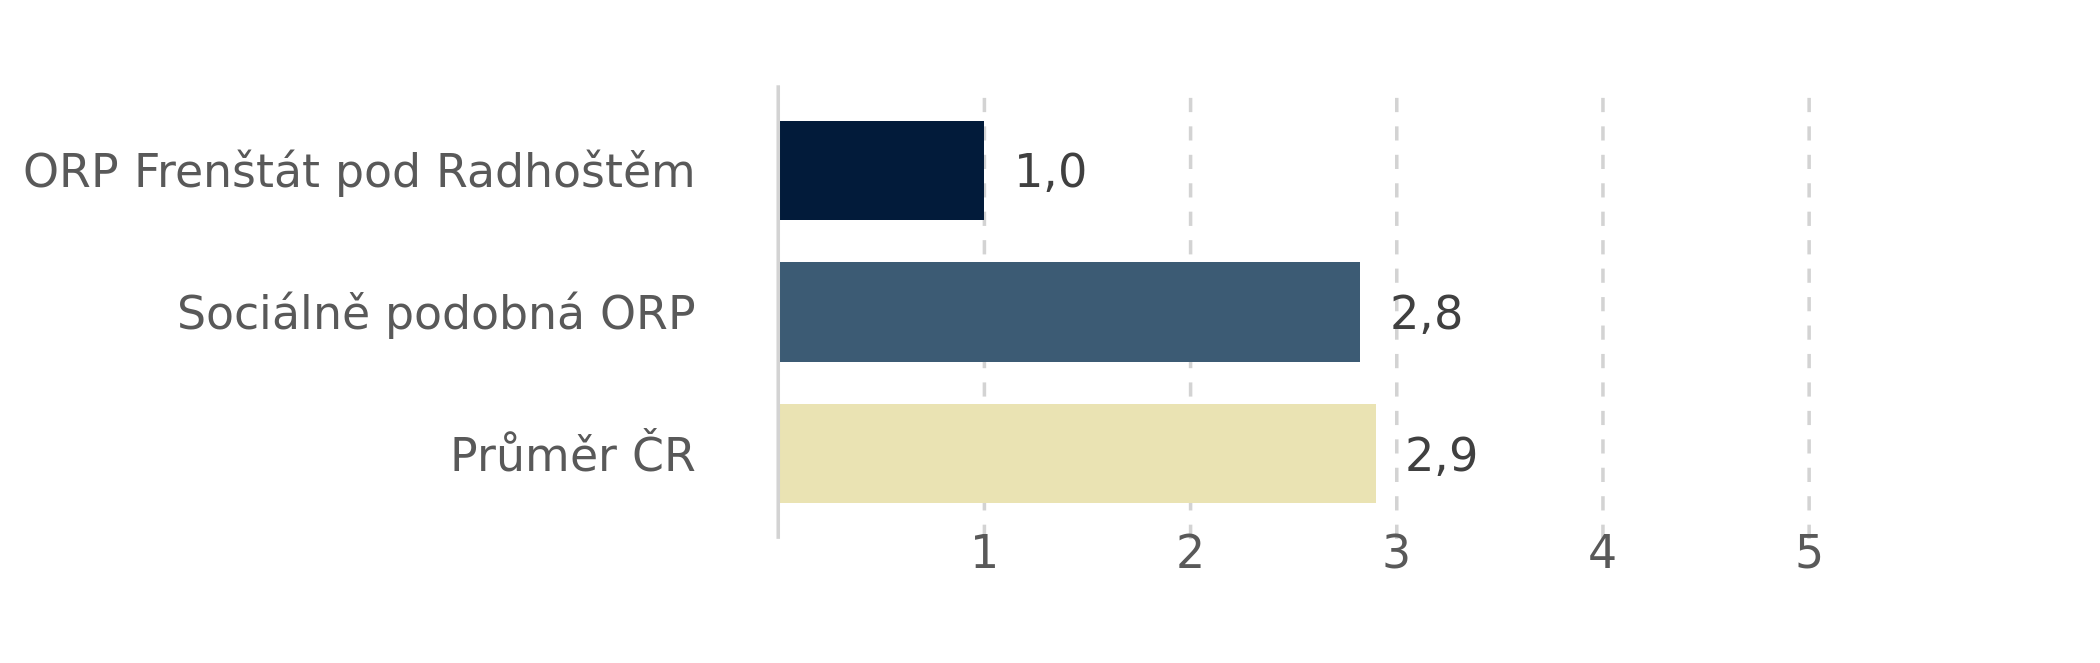 ORP Frenštát pod Radhoštěm 1,0
Sociálně podobná ORP 2,8
Průměr ČR 2,9
1 2 3 4 5